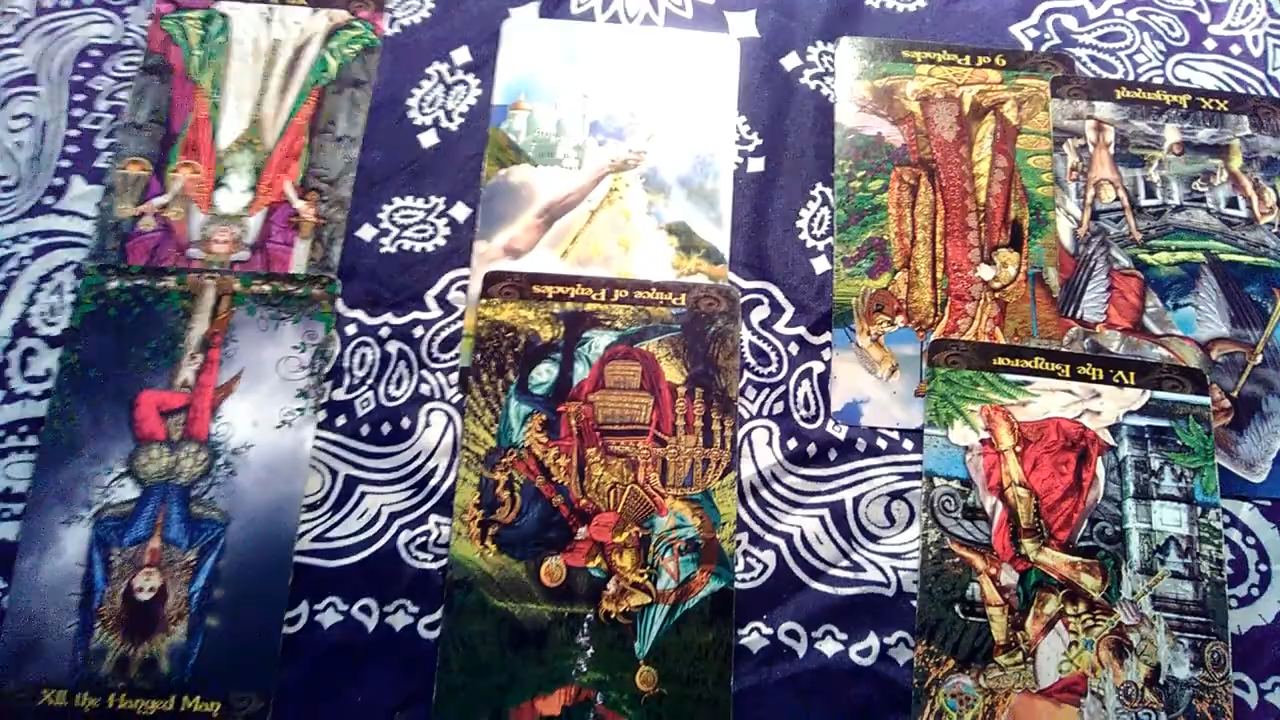 9 of Pentacles
XX. Judgement
Prince of Pentacles
IV. the Emperor
XII. the Hanged Man